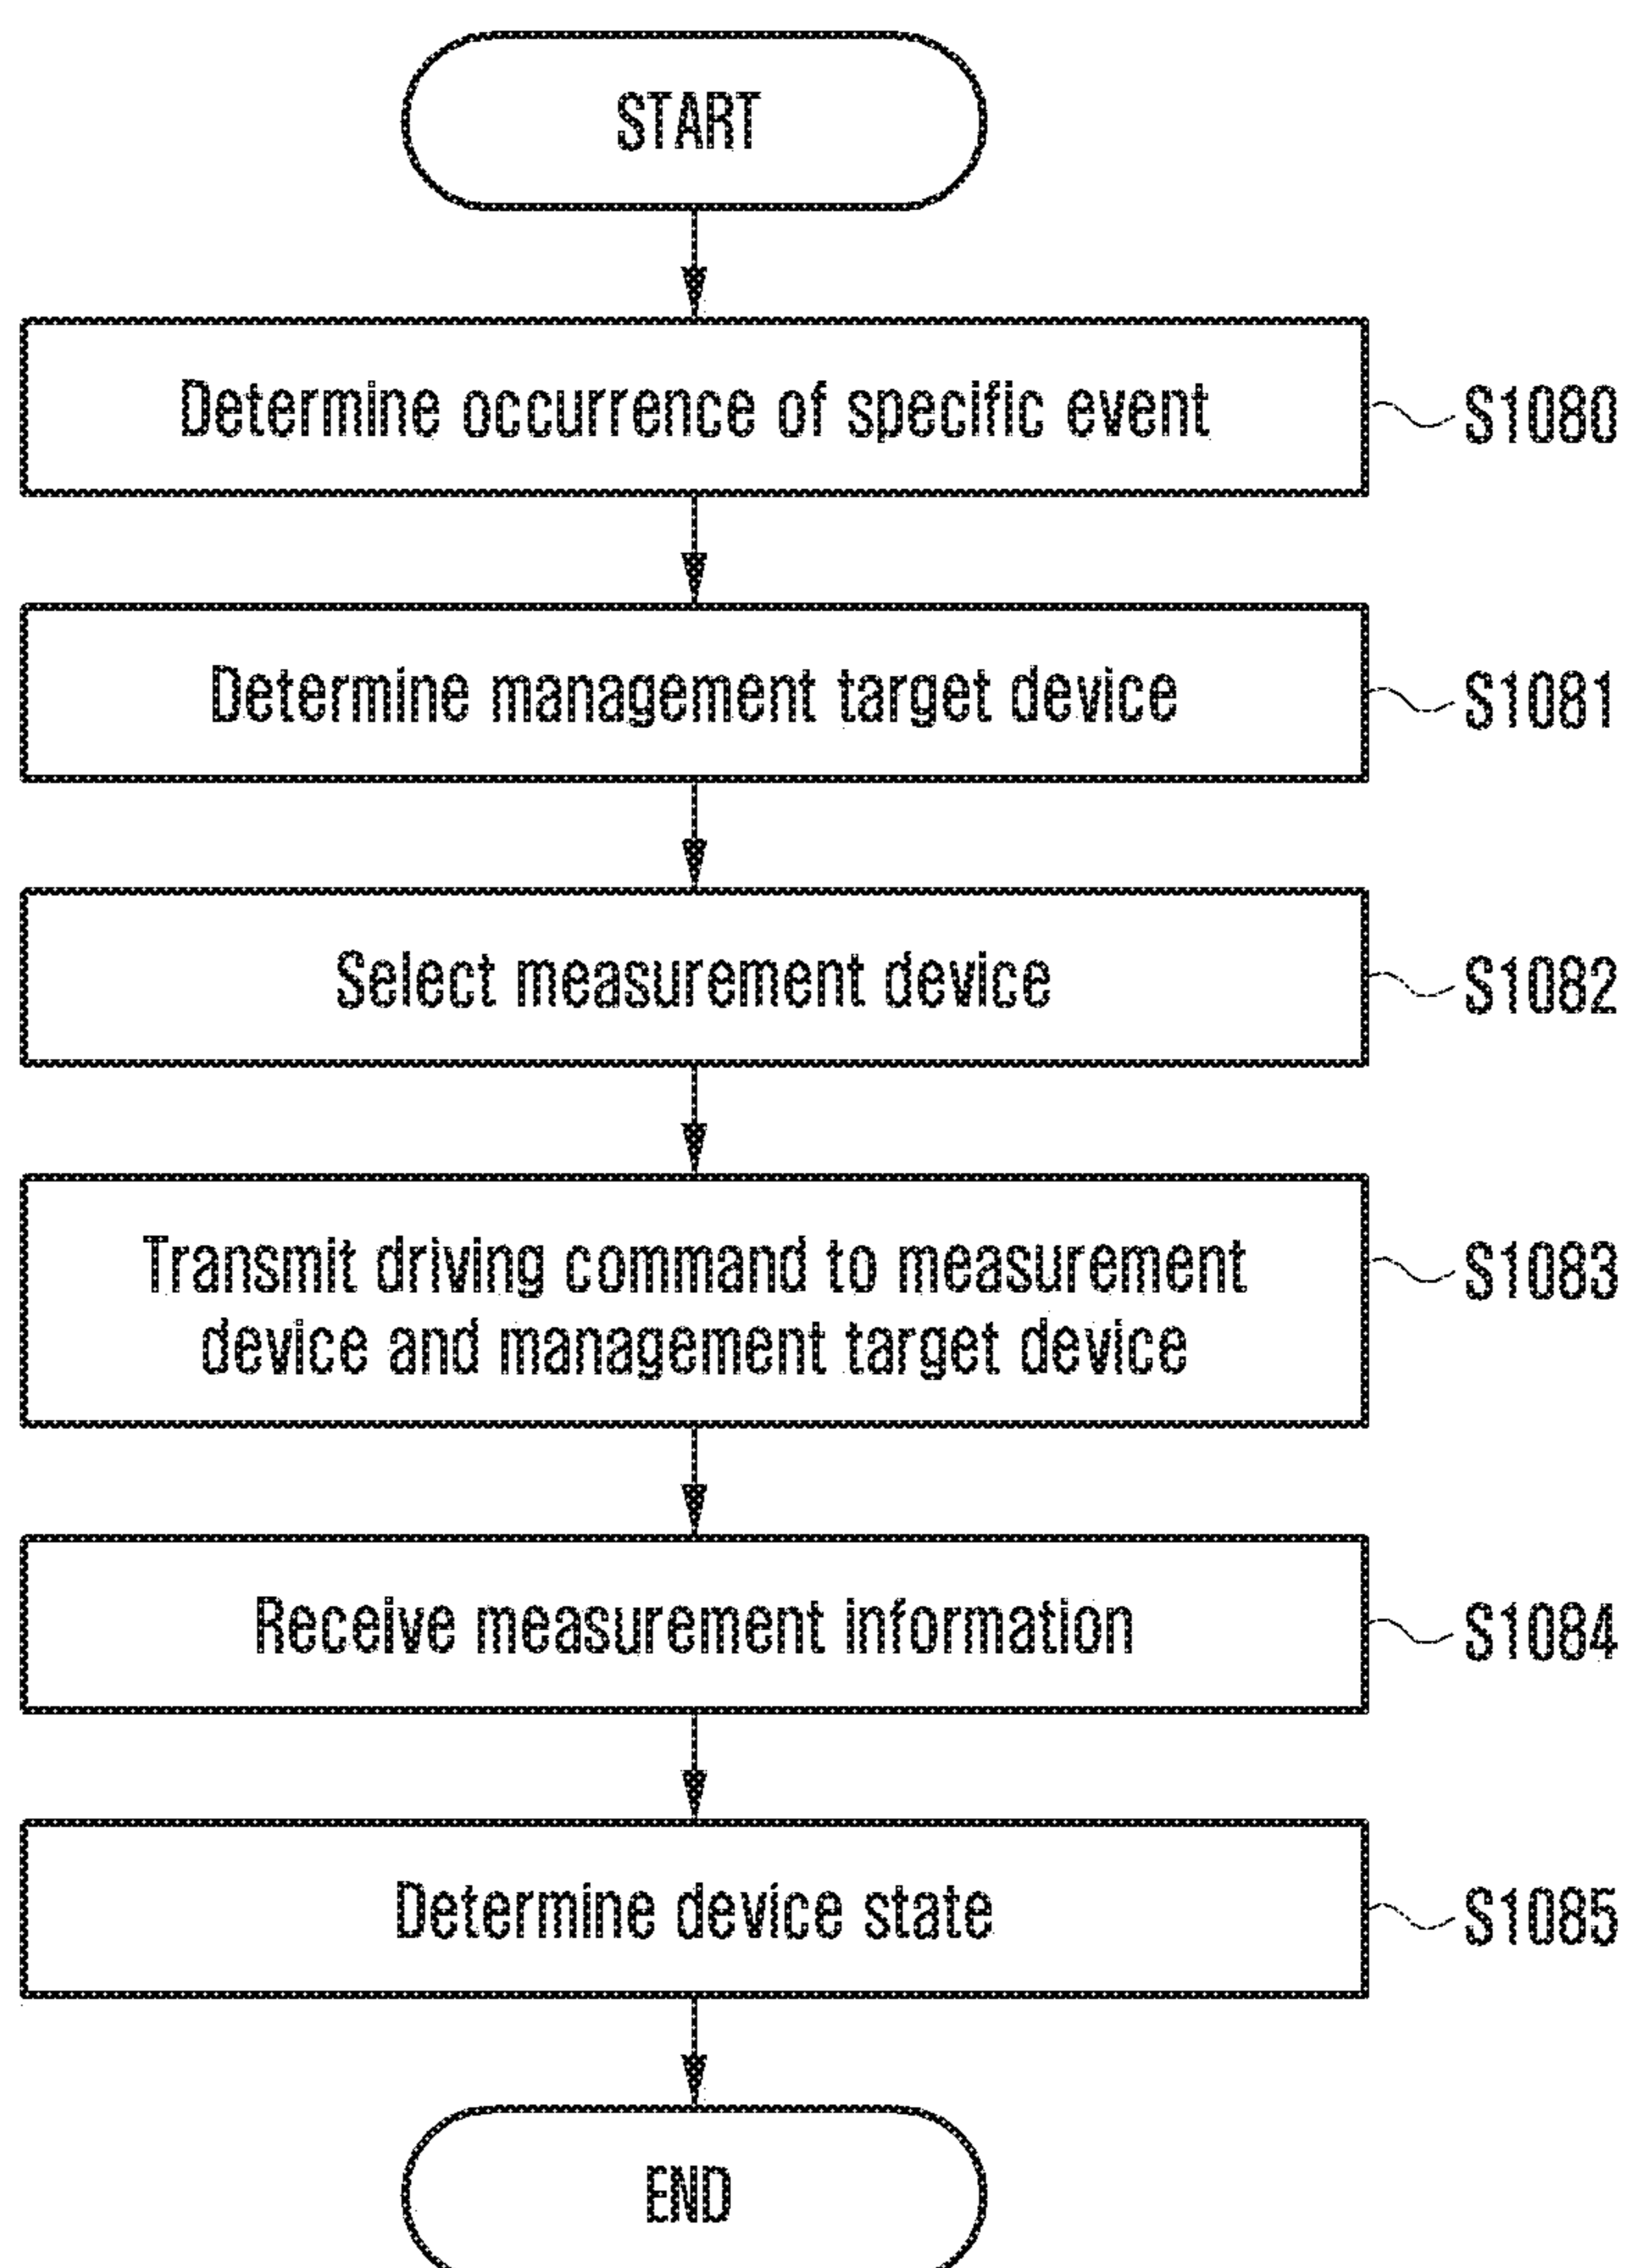 START
Determine occurrence of specific event
S1080
Determine management target device
S1081
Select measurement device
S1082
Transmit driving command to measurement
device and management target device
S1083
Receive measurement information
S1084
Determine device state
S1085
END